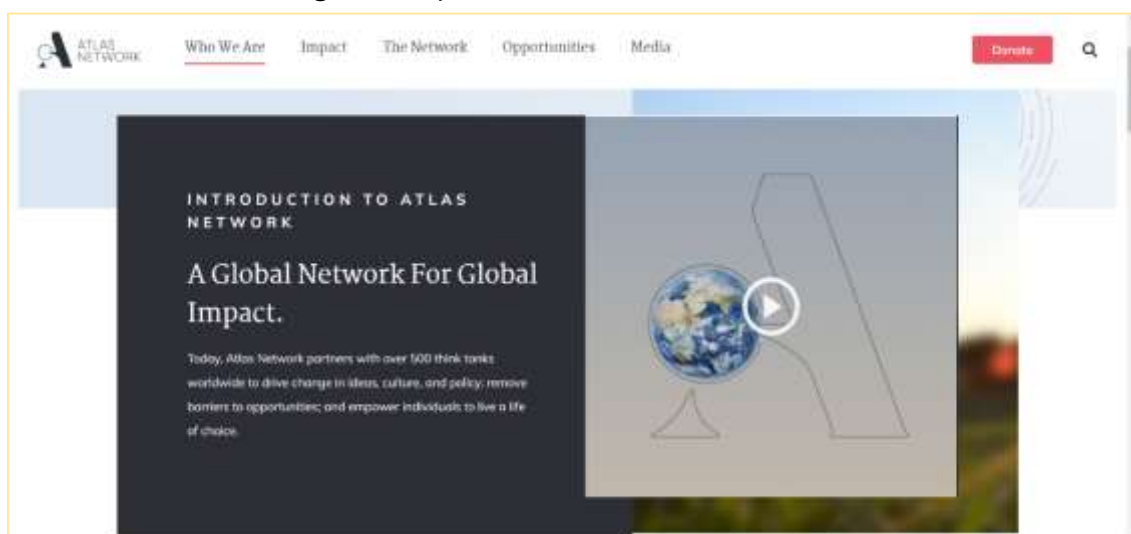 ATLAS
NETWORK
Who We Are Impact The Network Opportunities Media
Donate
INTRODUCTION TO ATLAS
NETWORK
A Global Network For Global
Impact.
Today, Atlas Network partners with over 500 think tanks
worldwide to drive change in ideas, culture, and policy; remove
barriers to opportunities; and empower individuals to live a life
of choice.